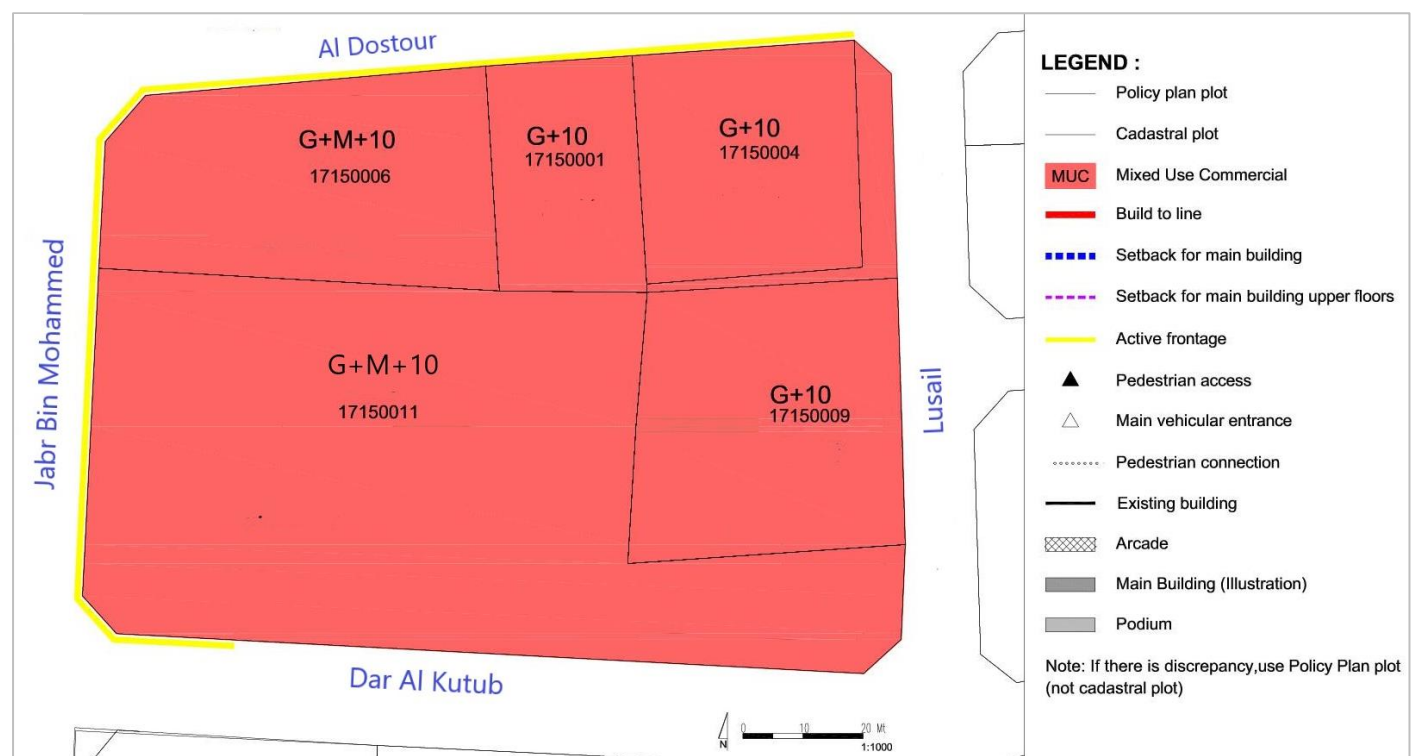 Al Dostour
G+M+10
17150006
G+10
17150001
G+10
17150004
Jabr Bin Mohammed
G+M+10
17150011
G+10
17150009
Lusail
Dar Al Kutub
N
0 10 20 Mt
1:1000
LEGEND :
Policy plan plot
Cadastral plot
MUC Mixed Use Commercial
Build to line
Setback for main building
Setback for main building upper floors
Active frontage
Pedestrian access
Main vehicular entrance
Pedestrian connection
Existing building
Arcade
Main Building (Illustration)
Podium
Note: If there is discrepancy,use Policy Plan plot
(not cadastral plot)